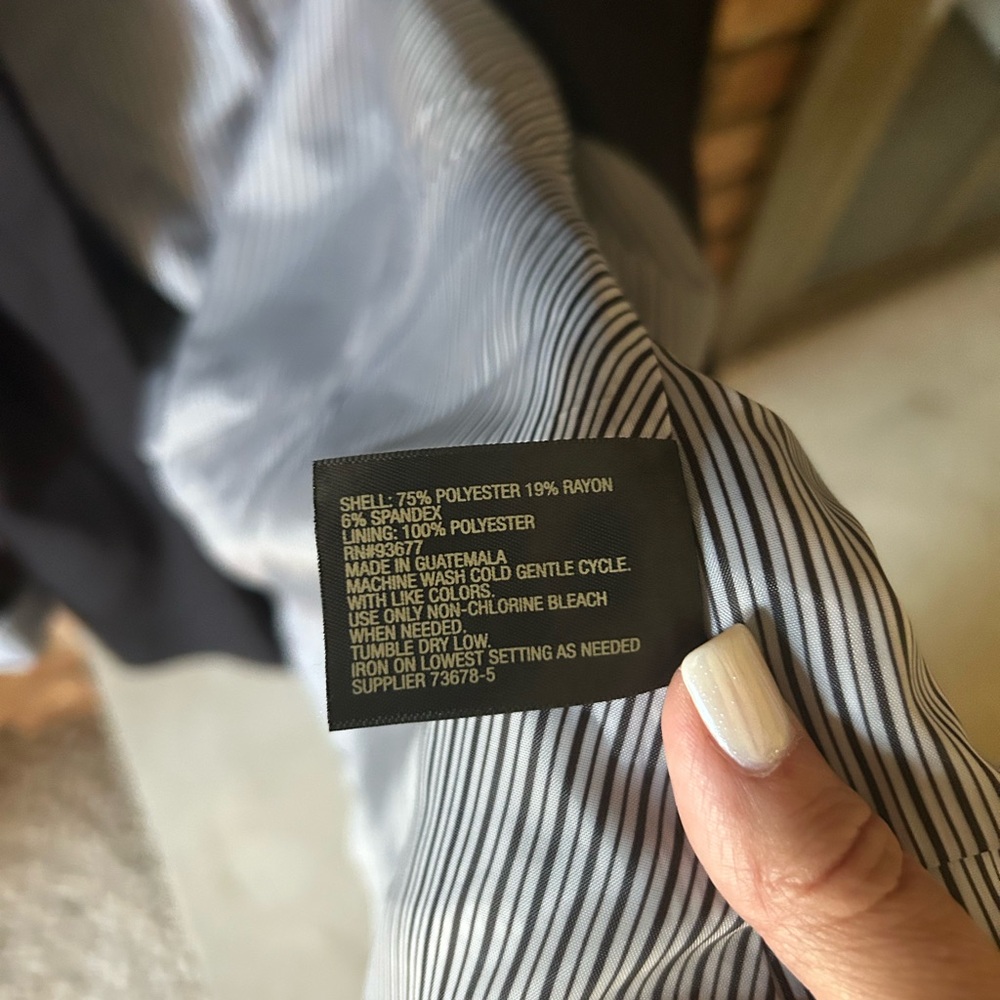 SHELL: 75% POLYESTER 19% RAYON
6% SPANDEX
LINING: 100% POLYESTER
RN#93677
MADE IN GUATEMALA
MACHINE WASH COLD GENTLE CYCLE.
WITH LIKE COLORS.
USE ONLY NON-CHLORINE BLEACH
WHEN NEEDED.
TUMBLE DRY LOW.
IRON ON LOWEST SETTING AS NEEDED
SUPPLIER 73678-5